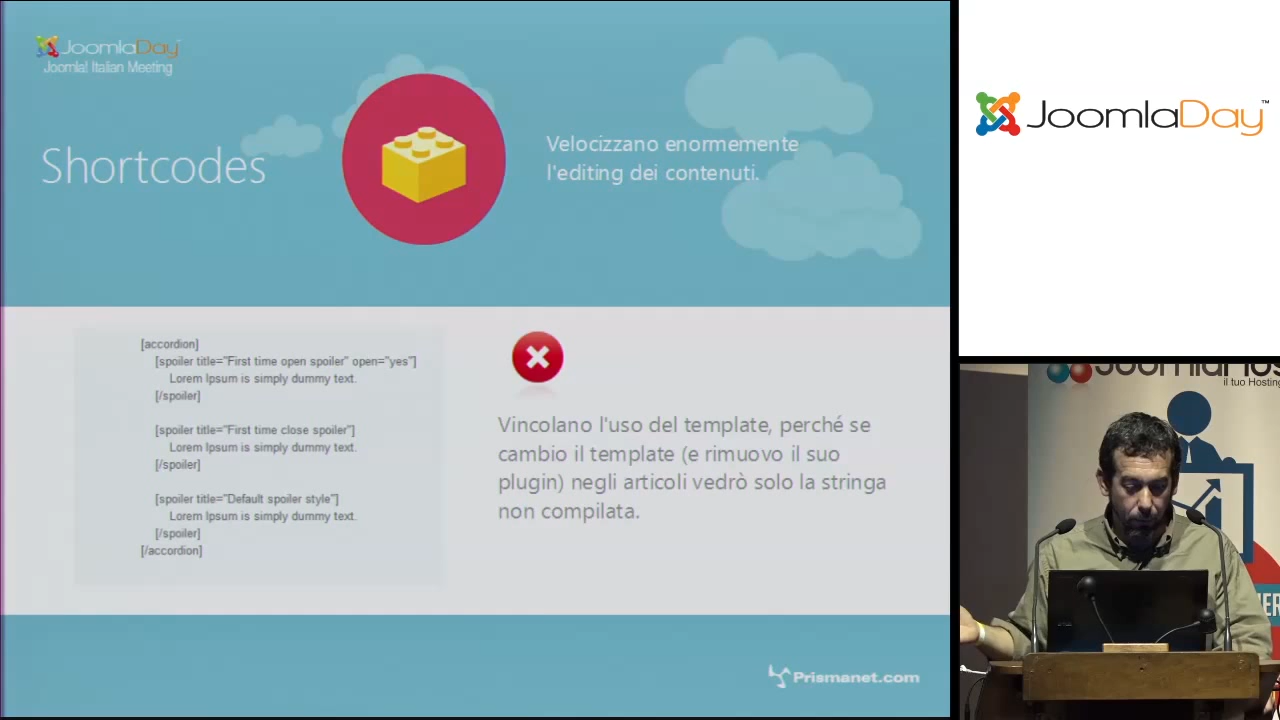 JoomlaDay™
Joomla! Italian Meeting
Shortcodes
Velocizzano enormemente
l'editing dei contenuti.
[accordion]
[spoiler title="First time open spoiler" open="yes"]
Lorem Ipsum is simply dummy text.
[/spoiler]
[spoiler title="First time close spoiler"]
Lorem Ipsum is simply dummy text.
[/spoiler]
[spoiler title="Default spoiler style"]
Lorem Ipsum is simply dummy text.
[/spoiler]
[/accordion]
Vincolano l'uso del template, perché se
cambio il template (e rimuovo il suo
plugin) negli articoli vedrò solo la stringa
non compilata.
Prismanet.com
JoomlaDay™
il tuo Hosting